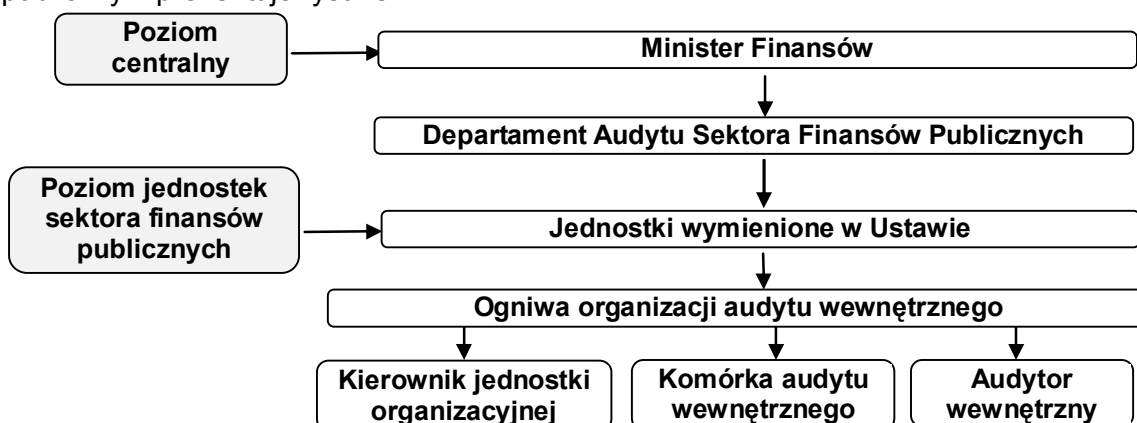 Poziom
centralny
Minister Finansów
Departament Audytu Sektora Finansów Publicznych
Poziom jednostek
sektora finansów
publicznych
Jednostki wymienione w Ustawie
Ogniwa organizacji audytu wewnętrznego
Kierownik jednostki
organizacyjnej
Komórka audytu
wewnętrznego
Audytor
wewnętrzny